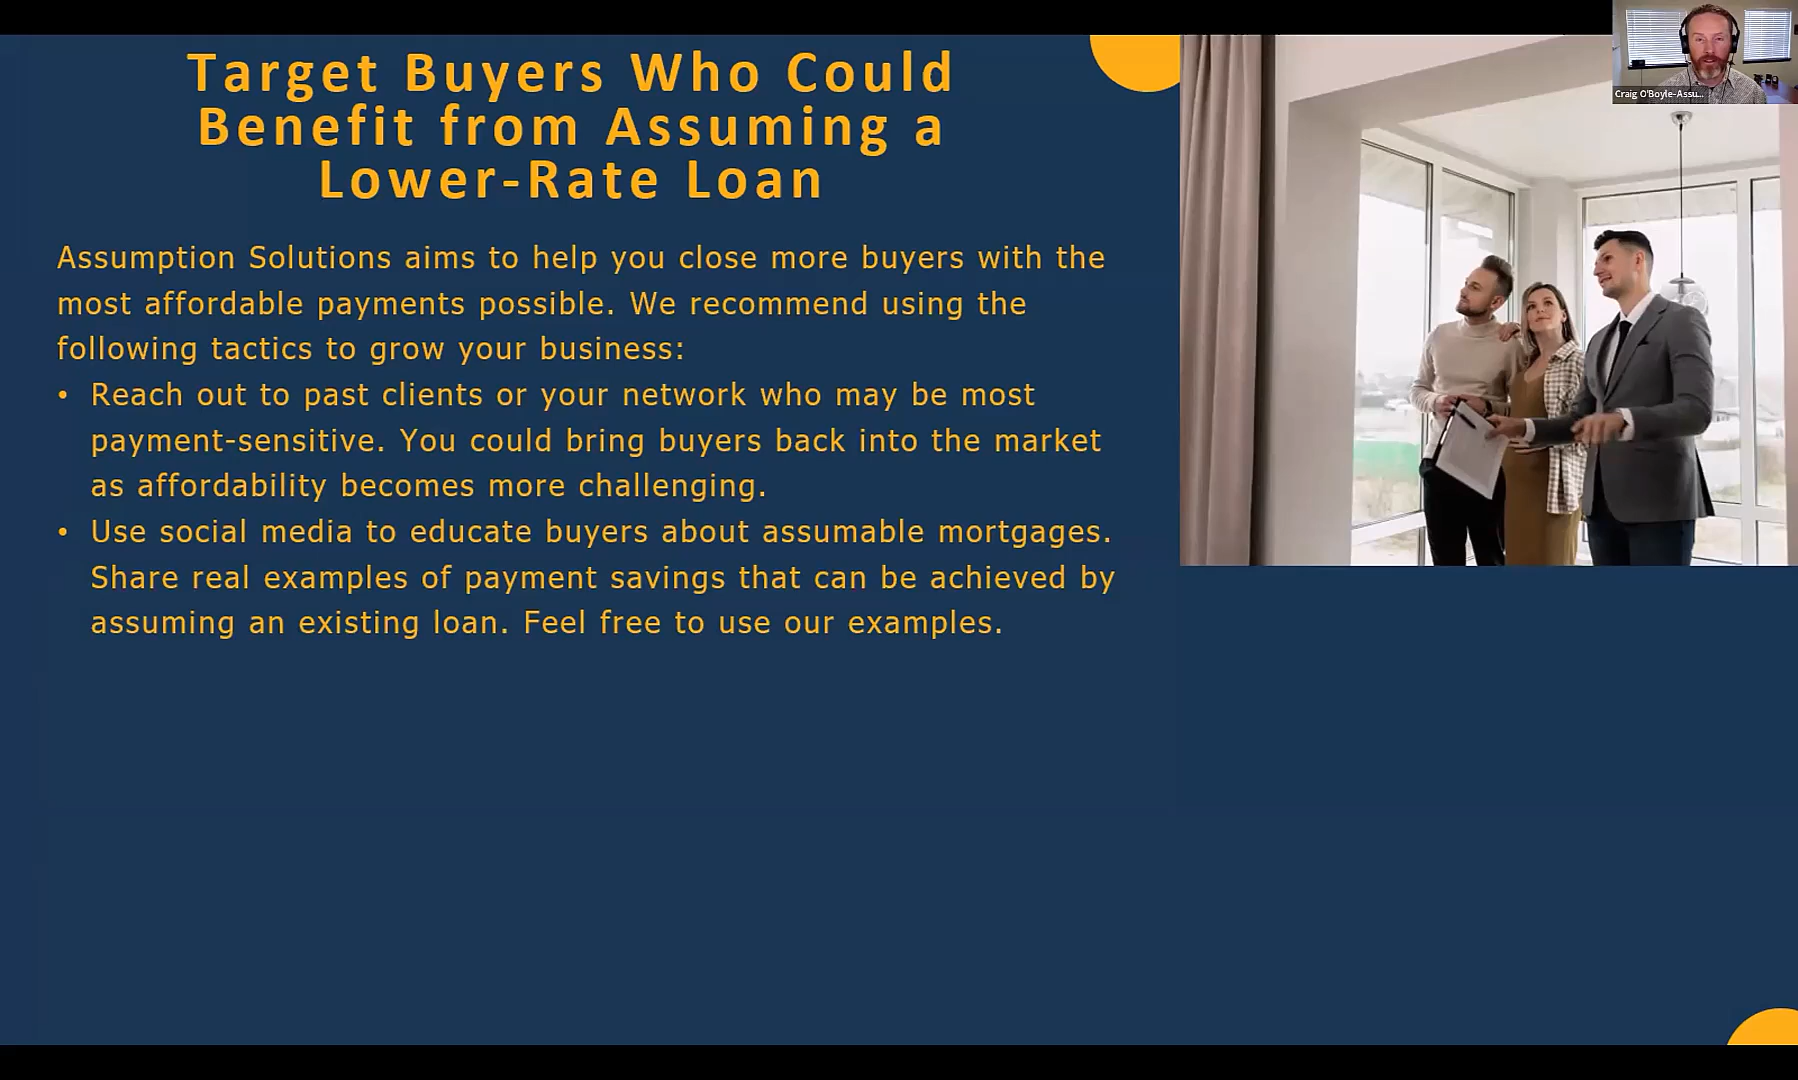 Target Buyers Who Could
Benefit from Assuming a
Lower-Rate Loan
Assumption Solutions aims to help you close more buyers with the
most affordable payments possible. We recommend using the
following tactics to grow your business:
• Reach out to past clients or your network who may be most
payment-sensitive. You could bring buyers back into the market
as affordability becomes more challenging.
• Use social media to educate buyers about assumable mortgages.
Share real examples of payment savings that can be achieved by
assuming an existing loan. Feel free to use our examples.
Craig O'Boyle-Assu...